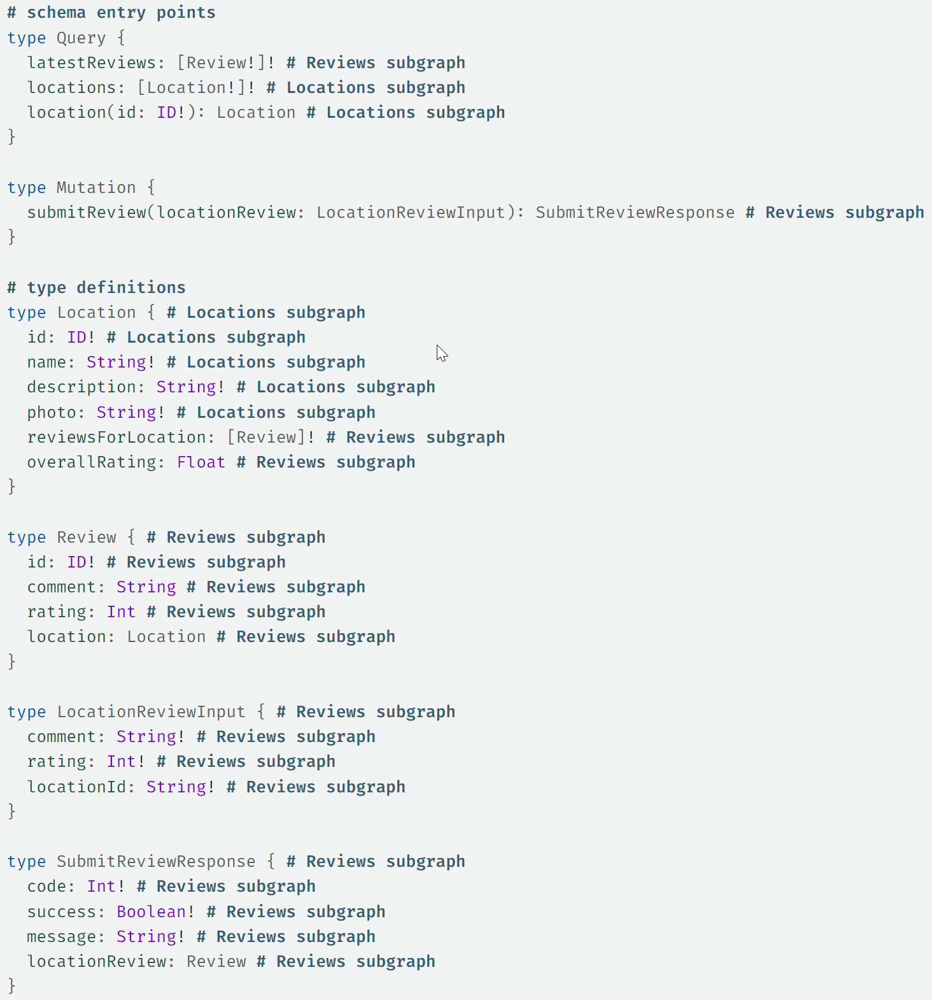 # schema entry points
type Query {
  latestReviews: [Review!]! # Reviews subgraph
  locations: [Location!]! # Locations subgraph
  location(id: ID!): Location # Locations subgraph
}

type Mutation {
  submitReview(locationReview: LocationReviewInput): SubmitReviewResponse # Reviews subgraph
}

# type definitions
type Location { # Locations subgraph
  id: ID! # Locations subgraph
  name: String! # Locations subgraph
  description: String! # Locations subgraph
  photo: String! # Locations subgraph
  reviewsForLocation: [Review]! # Reviews subgraph
  overallRating: Float # Reviews subgraph
}

type Review { # Reviews subgraph
  id: ID! # Reviews subgraph
  comment: String # Reviews subgraph
  rating: Int # Reviews subgraph
  location: Location # Reviews subgraph
}

type LocationReviewInput { # Reviews subgraph
  comment: String! # Reviews subgraph
  rating: Int! # Reviews subgraph
  locationId: String! # Reviews subgraph
}

type SubmitReviewResponse { # Reviews subgraph
  code: Int! # Reviews subgraph
  success: Boolean! # Reviews subgraph
  message: String! # Reviews subgraph
  locationReview: Review # Reviews subgraph
}